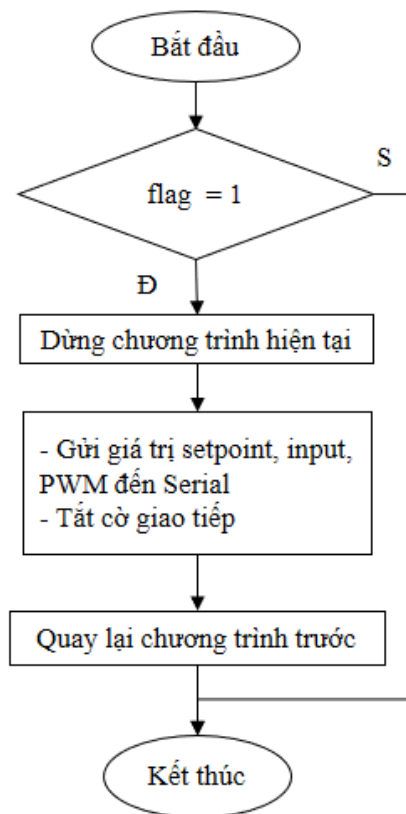 Bắt đầu
S
flag = 1
Đ
Dừng chương trình hiện tại
- Gửi giá trị setpoint, input,
PWM đến Serial
- Tắt cờ giao tiếp
Quay lại chương trình trước
Kết thúc